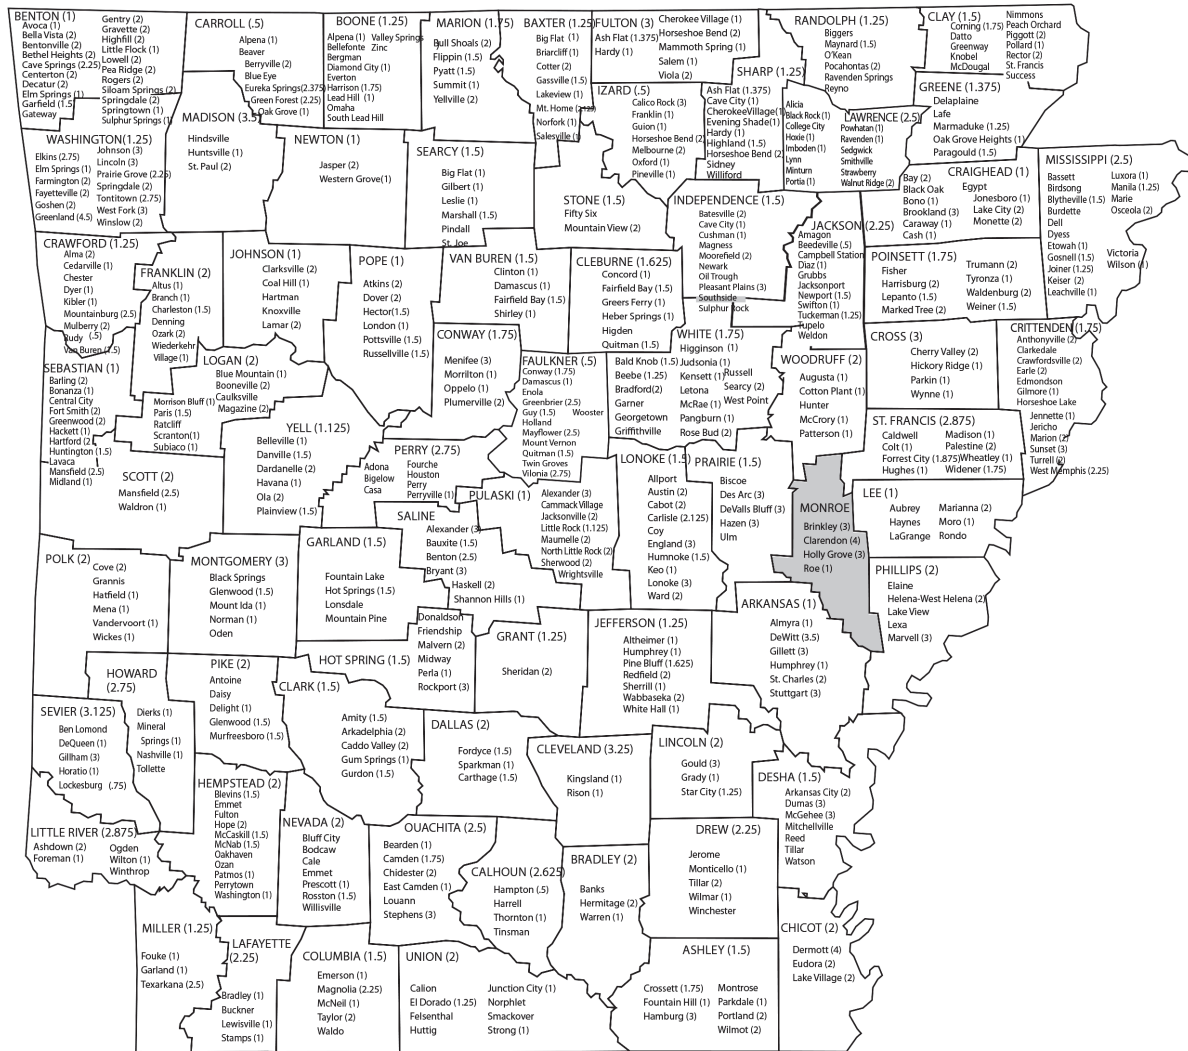 BENTON (1)
Avoca (1)
Bella Vista (2)
Bentonville (2)
Bethel Heights (2)
Cave Springs (2.25)
Centerton (2)
Decatur (2)
Elm Springs (1)
Garfield (1.5)
Gateway
Gentry (2)
Gravette (2)
Highfill (2)
Little Flock (1)
Lowell (2)
Pea Ridge (2)
Rogers (2)
Siloam Springs (2)
Springdale (2)
Springtown (1)
Sulphur Springs (1)
CARROLL (.5)
Alpena (1)
Beaver
Berryville (2)
Blue Eye
Eureka Springs(2.375)
Green Forest (2.25)
Oak Grove (1)
BOONE (1.25)
Alpena (1)
Bellefonte
Bergman
Diamond City (1)
Everton
Harrison (1.75)
Lead Hill (1)
Omaha
South Lead Hill
Valley Springs
Zinc
MARION (1.75)
Bull Shoals (2)
Flippin (1.5)
Pyatt (1.5)
Summit (1)
Yellville (2)
BAXTER (1.25)
Big Flat (1)
Briarcliff (1)
Cotter (2)
Gassville (1.5)
Lakeview (1)
Mt. Home (2.125)
Norfork (1)
Salesville (1)
FULTON (3)
Ash Flat (1.375)
Hardy (1)
Cherokee Village (1)
Horseshoe Bend (2)
Mammoth Spring (1)
Salem (1)
Viola (2)
SHARP (1.25)
Ash Flat (1.375)
Cave City (1)
CherokeeVillage(1)
Evening Shade(1)
Hardy (1)
Highland (1.5)
Horseshoe Bend (2)
Sidney
Williford
RANDOLPH (1.25)
Biggers
Maynard (1.5)
O'Kean
Pocahontas (2)
Ravenden Springs
Reyno
CLAY (1.5)
Corning (1.75)
Datto
Greenway
Knobel
McDougal
Nimmons
Peach Orchard
Piggott (2)
Pollard (1)
Rector (2)
St. Francis
Success
GREENE (1.375)
Delaplaine
Lafe
Marmaduke (1.25)
Oak Grove Heights (1)
Paragould (1.5)
WASHINGTON(1.25)
Elkins (2.75)
Elm Springs (1)
Farmington (2)
Fayetteville (2)
Goshen (2)
Greenland (4.5)
Johnson (3)
Lincoln (3)
Prairie Grove (2.25)
Springdale (2)
Tontitown (2.75)
West Fork (3)
Winslow (2)
MADISON (3.5)
Hindsville
Huntsville (1)
St. Paul (2)
NEWTON (1)
Jasper (2)
Western Grove(1)
SEARCY (1.5)
Big Flat (1)
Gilbert (1)
Leslie (1)
Marshall (1.5)
Pindall
St. Joe
IZARD (.5)
Calico Rock (3)
Franklin (1)
Guion (1)
Horseshoe Bend (2)
Melbourne (2)
Oxford (1)
Pineville (1)
LAWRENCE (2.5)
Alicia
Black Rock (1)
College City
Hoxie (1)
Imboden (1)
Lynn
Minturn
Portia (1)
Powhatan (1)
Ravenden (1)
Sedgwick
Smithville
Strawberry
Walnut Ridge (2)
CRAIGHEAD (1)
Bay (2)
Black Oak
Bono (1)
Brookland (3)
Caraway (1)
Cash (1)
Egypt
Jonesboro (1)
Lake City (2)
Monette (2)
MISSISSIPPI (2.5)
Bassett
Birdsong
Blytheville (1.5)
Burdette
Dell
Dyess
Etowah (1)
Gosnell (1.5)
Joiner (1.25)
Keiser (2)
Leachville (1)
Luxora (1)
Manila (1.25)
Marie
Osceola (2)
Victoria
Wilson (1)
CRAWFORD (1.25)
Alma (2)
Cedarville (1)
Chester
Dyer (1)
Kibler (1)
Mountainburg (2.5)
Mulberry (2)
Rudy (.5)
Van Buren (1.5)
FRANKLIN (2)
Altus (1)
Branch (1)
Charleston (1.5)
Denning
Ozark (2)
Wiederkehr
Village (1)
JOHNSON (1)
Clarksville (2)
Coal Hill (1)
Hartman
Knoxville
Lamar (2)
POPE (1)
Atkins (2)
Dover (2)
Hector(1.5)
London (1)
Pottsville (1.5)
Russellville (1.5)
VAN BUREN (1.5)
Clinton (1)
Damascus (1)
Fairfield Bay (1.5)
Shirley (1)
STONE (1.5)
Fifty Six
Mountain View (2)
CLEBURNE (1.625)
Concord (1)
Fairfield Bay (1.5)
Greers Ferry (1)
Heber Springs (1)
Higden
Quitman (1.5)
INDEPENDENCE (1.5)
Batesville (2)
Cave City (1)
Cushman (1)
Magness
Moorefield (2)
Newark
Oil Trough
Pleasant Plains (3)
Southside
Sulphur Rock
JACKSON (2.25)
Amagon
Beedeville (.5)
Campbell Station
Diaz (1)
Grubbs
Jacksonport
Newport (1.5)
Swifton (1)
Tuckerman (1.25)
Tupelo
Weldon
POINSETT (1.75)
Fisher
Harrisburg (2)
Lepanto (1.5)
Marked Tree (2)
Trumann (2)
Tyronza (1)
Waldenburg (2)
Weiner (1.5)
CROSS (3)
Cherry Valley (2)
Hickory Ridge (1)
Parkin (1)
Wynne (1)
CRITTENDEN (1.75)
Anthonyville (2)
Clarkedale
Crawfordsville (2)
Earle (2)
Edmondson
Gilmore (1)
Horseshoe Lake
Jennette (1)
Jericho
Marion (2)
Sunset (3)
Turrell (2)
West Memphis (2.25)
SEBASTIAN (1)
Barling (2)
Bonanza (1)
Central City
Fort Smith (2)
Greenwood (2)
Hackett (1)
Hartford (2)
Huntington (1.5)
Lavaca
Mansfield (2.5)
Midland (1)
LOGAN (2)
Blue Mountain (1)
Booneville (2)
Caulksville
Magazine (2)
Morrison Bluff (1)
Paris (1.5)
Ratcliff
Scranton(1)
Subiaco (1)
CONWAY (1.75)
Menifee (3)
Morrilton (1)
Oppelo (1)
Plumerville (2)
FAULKNER (.5)
Conway (1.75)
Damascus (1)
Enola
Greenbrier (2.5)
Guy (1.5)
Holland
Mayflower (2.5)
Mount Vernon
Quitman (1.5)
Twin Groves
Vilonia (2.75)
Wooster
WHITE (1.75)
Bald Knob (1.5)
Beebe (1.25)
Bradford(2)
Garner
Georgetown
Griffithville
Higginson (1)
Judsonia (1)
Kensett (1)
Letona
McRae (1)
Pangburn (1)
Rose Bud (2)
Russell
Searcy (2)
West Point
WOODRUFF (2)
Augusta (1)
Cotton Plant (1)
Hunter
McCrory (1)
Patterson (1)
ST. FRANCIS (2.875)
Caldwell
Colt (1)
Forrest City (1.875)
Hughes (1)
Madison (1)
Palestine (2)
Wheatley (1)
Widener (1.75)
SCOTT (2)
Mansfield (2.5)
Waldron (1)
YELL (1.125)
Belleville (1)
Danville (1.5)
Dardanelle (2)
Havana (1)
Ola (2)
Plainview (1.5)
PERRY (2.75)
Adona
Bigelow
Casa
Fourche
Houston
Perry
Perryville (1)
PULASKI (1)
Alexander (3)
Cammack Village
Jacksonville (2)
Little Rock (1.125)
Maumelle (2)
North Little Rock (2)
Sherwood (2)
Wrightsville
LONOKE (1.5)
Allport
Austin (2)
Cabot (2)
Carlisle (2.125)
Coy
England (3)
Humnoke (1.5)
Keo (1)
Lonoke (3)
Ward (2)
PRAIRIE (1.5)
Biscoe
Des Arc (3)
DeValls Bluff (3)
Hazen (3)
Ulm
MONROE
Brinkley (3)
Clarendon (4)
Holly Grove (3)
Roe (1)
LEE (1)
Aubrey
Haynes
LaGrange
Marianna (2)
Moro (1)
Rondo
PHILLIPS (2)
Elaine
Helena-West Helena (2)
Lake View
Lexa
Marvell (3)
POLK (2)
Cove (2)
Grannis
Hatfield (1)
Mena (1)
Vandervoort (1)
Wickes (1)
MONTGOMERY (3)
Black Springs
Glenwood (1.5)
Mount Ida (1)
Norman (1)
Oden
GARLAND (1.5)
Fountain Lake
Hot Springs (1.5)
Lonsdale
Mountain Pine
SALINE
Alexander (3)
Bauxite (1.5)
Benton (2.5)
Bryant (3)
Haskell (2)
Shannon Hills (1)
HOT SPRING (1.5)
Donaldson
Friendship
Malvern (2)
Midway
Perla (1)
Rockport (3)
GRANT (1.25)
Sheridan (2)
JEFFERSON (1.25)
Altheimer (1)
Humphrey (1)
Pine Bluff (1.625)
Redfield (2)
Sherrill (1)
Wabbaseka (2)
White Hall (1)
ARKANSAS (1)
Almyra (1)
DeWitt (3.5)
Gillett (3)
Humphrey (1)
St. Charles (2)
Stuttgart (3)
HOWARD
(2.75)
Dierks (1)
Mineral
Springs (1)
Nashville (1)
Tollette
PIKE (2)
Antoine
Daisy
Delight (1)
Glenwood (1.5)
Murfreesboro (1.5)
CLARK (1.5)
Amity (1.5)
Arkadelphia (2)
Caddo Valley (2)
Gum Springs (1)
Gurdon (1.5)
DALLAS (2)
Fordyce (1.5)
Sparkman (1)
Carthage (1.5)
CLEVELAND (3.25)
Kingsland (1)
Rison (1)
LINCOLN (2)
Gould (3)
Grady (1)
Star City (1.25)
DESHA (1.5)
Arkansas City (2)
Dumas (3)
McGehee (3)
Mitchellville
Reed
Tillar
Watson
SEVIER (3.125)
Ben Lomond
DeQueen (1)
Gillham (3)
Horatio (1)
Lockesburg (.75)
LITTLE RIVER (2.875)
Ashdown (2)
Foreman (1)
Ogden
Wilton (1)
Winthrop
HEMPSTEAD (2)
Blevins (1.5)
Emmet
Fulton
Hope (2)
McCaskill (1.5)
McNab (1.5)
Oakhaven
Ozan
Patmos (1)
Perrytown
Washington (1)
NEVADA (2)
Bluff City
Bodcaw
Cale
Emmet
Prescott (1)
Rosston (1.5)
Willisville
OUACHITA (2.5)
Bearden (1)
Camden (1.75)
Chidester (2)
East Camden (1)
Louann
Stephens (3)
CALHOUN (2.625)
Hampton (.5)
Harrell
Thornton (1)
Tinsman
BRADLEY (2)
Banks
Hermitage (2)
Warren (1)
DREW (2.25)
Jerome
Monticello (1)
Tillar (2)
Wilmar (1)
Winchester
MILLER (1.25)
Fouke (1)
Garland (1)
Texarkana (2.5)
LAFAYETTE
(2.25)
Bradley (1)
Buckner
Lewisville (1)
Stamps (1)
COLUMBIA (1.5)
Emerson (1)
Magnolia (2.25)
McNeil (1)
Taylor (2)
Waldo
UNION (2)
Calion
El Dorado (1.25)
Felsenthal
Huttig
Junction City (1)
Norphlet
Smackover
Strong (1)
ASHLEY (1.5)
Crossett (1.75)
Fountain Hill (1)
Hamburg (3)
Montrose
Parkdale (1)
Portland (2)
Wilmot (2)
CHICOT (2)
Dermott (4)
Eudora (2)
Lake Village (2)